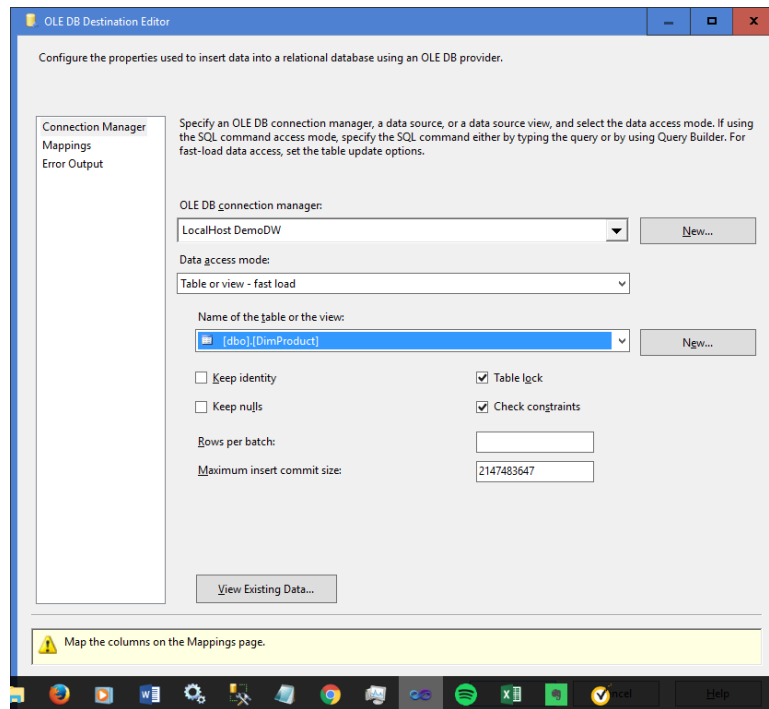 OLE DB Destination Editor
Configure the properties used to insert data into a relational database using an OLE DB provider.
Connection Manager
Mappings
Error Output
Specify an OLE DB connection manager, a data source, or a data source view, and select the data access mode. If using
the SQL command access mode, specify the SQL command either by typing the query or by using Query Builder. For
fast-load data access, set the table update options.
OLE DB connection manager:
LocalHost DemoDW
New...
Data access mode:
Table or view - fast load
Name of the table or the view:
[dbo].[DimProduct]
New...
Keep identity
Table lock
Keep nulls
Check constraints
Rows per batch:
Maximum insert commit size:
2147483647
View Existing Data...
Map the columns on the Mappings page.
ncel
Help